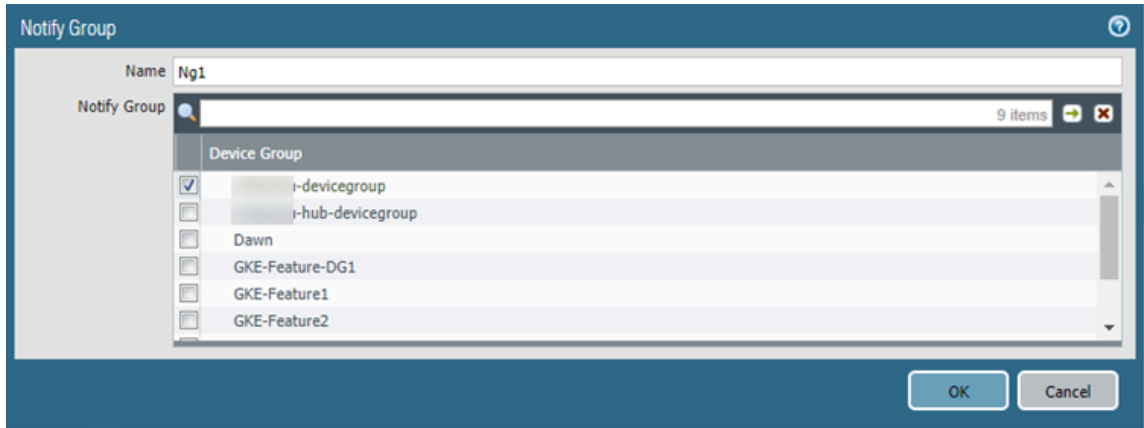 Notify Group
Name Ng1
Notify Group
9 items
Device Group
-devicegroup
-hub-devicegroup
Dawn
GKE-Feature-DG1
GKE-Feature1
GKE-Feature2
OK Cancel